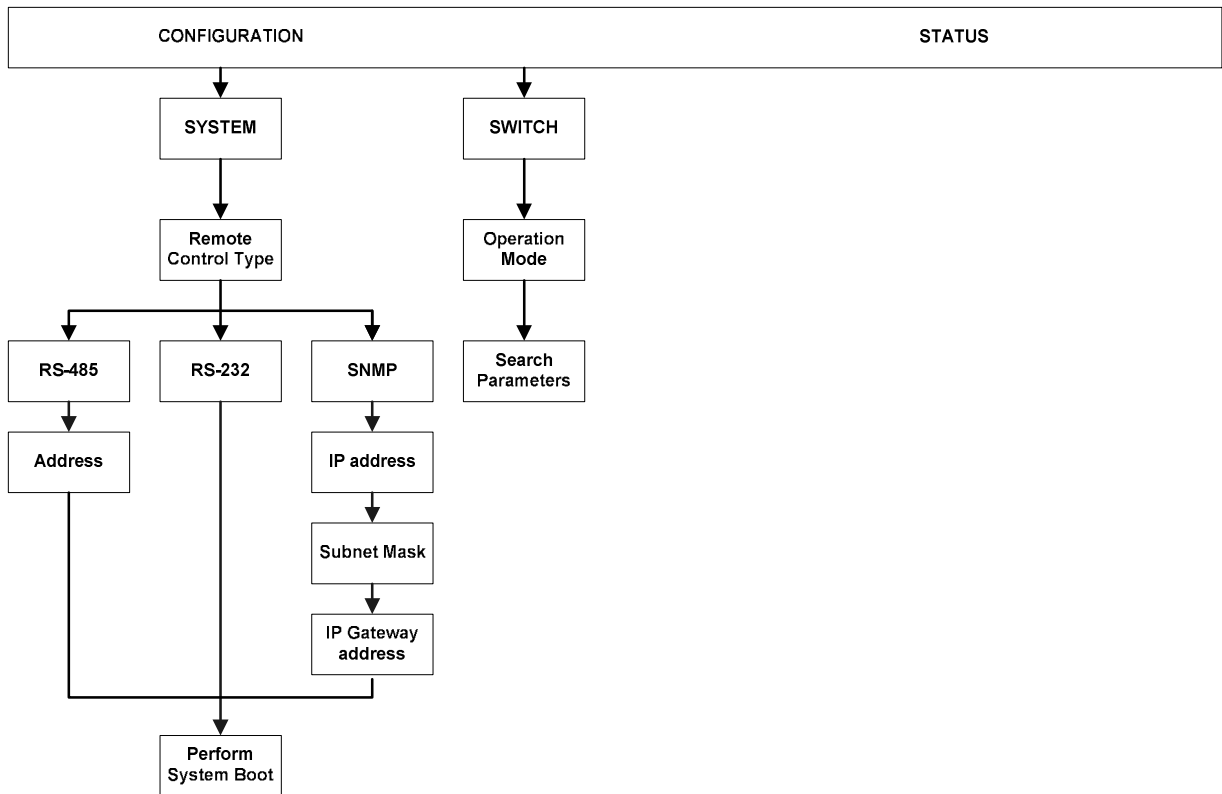 CONFIGURATION STATUS
SYSTEM
SWITCH
Remote
Control Type
Operation
Mode
RS-485
RS-232
SNMP
Search
Parameters
Address
IP address
Subnet Mask
IP Gateway
address
Perform
System Boot